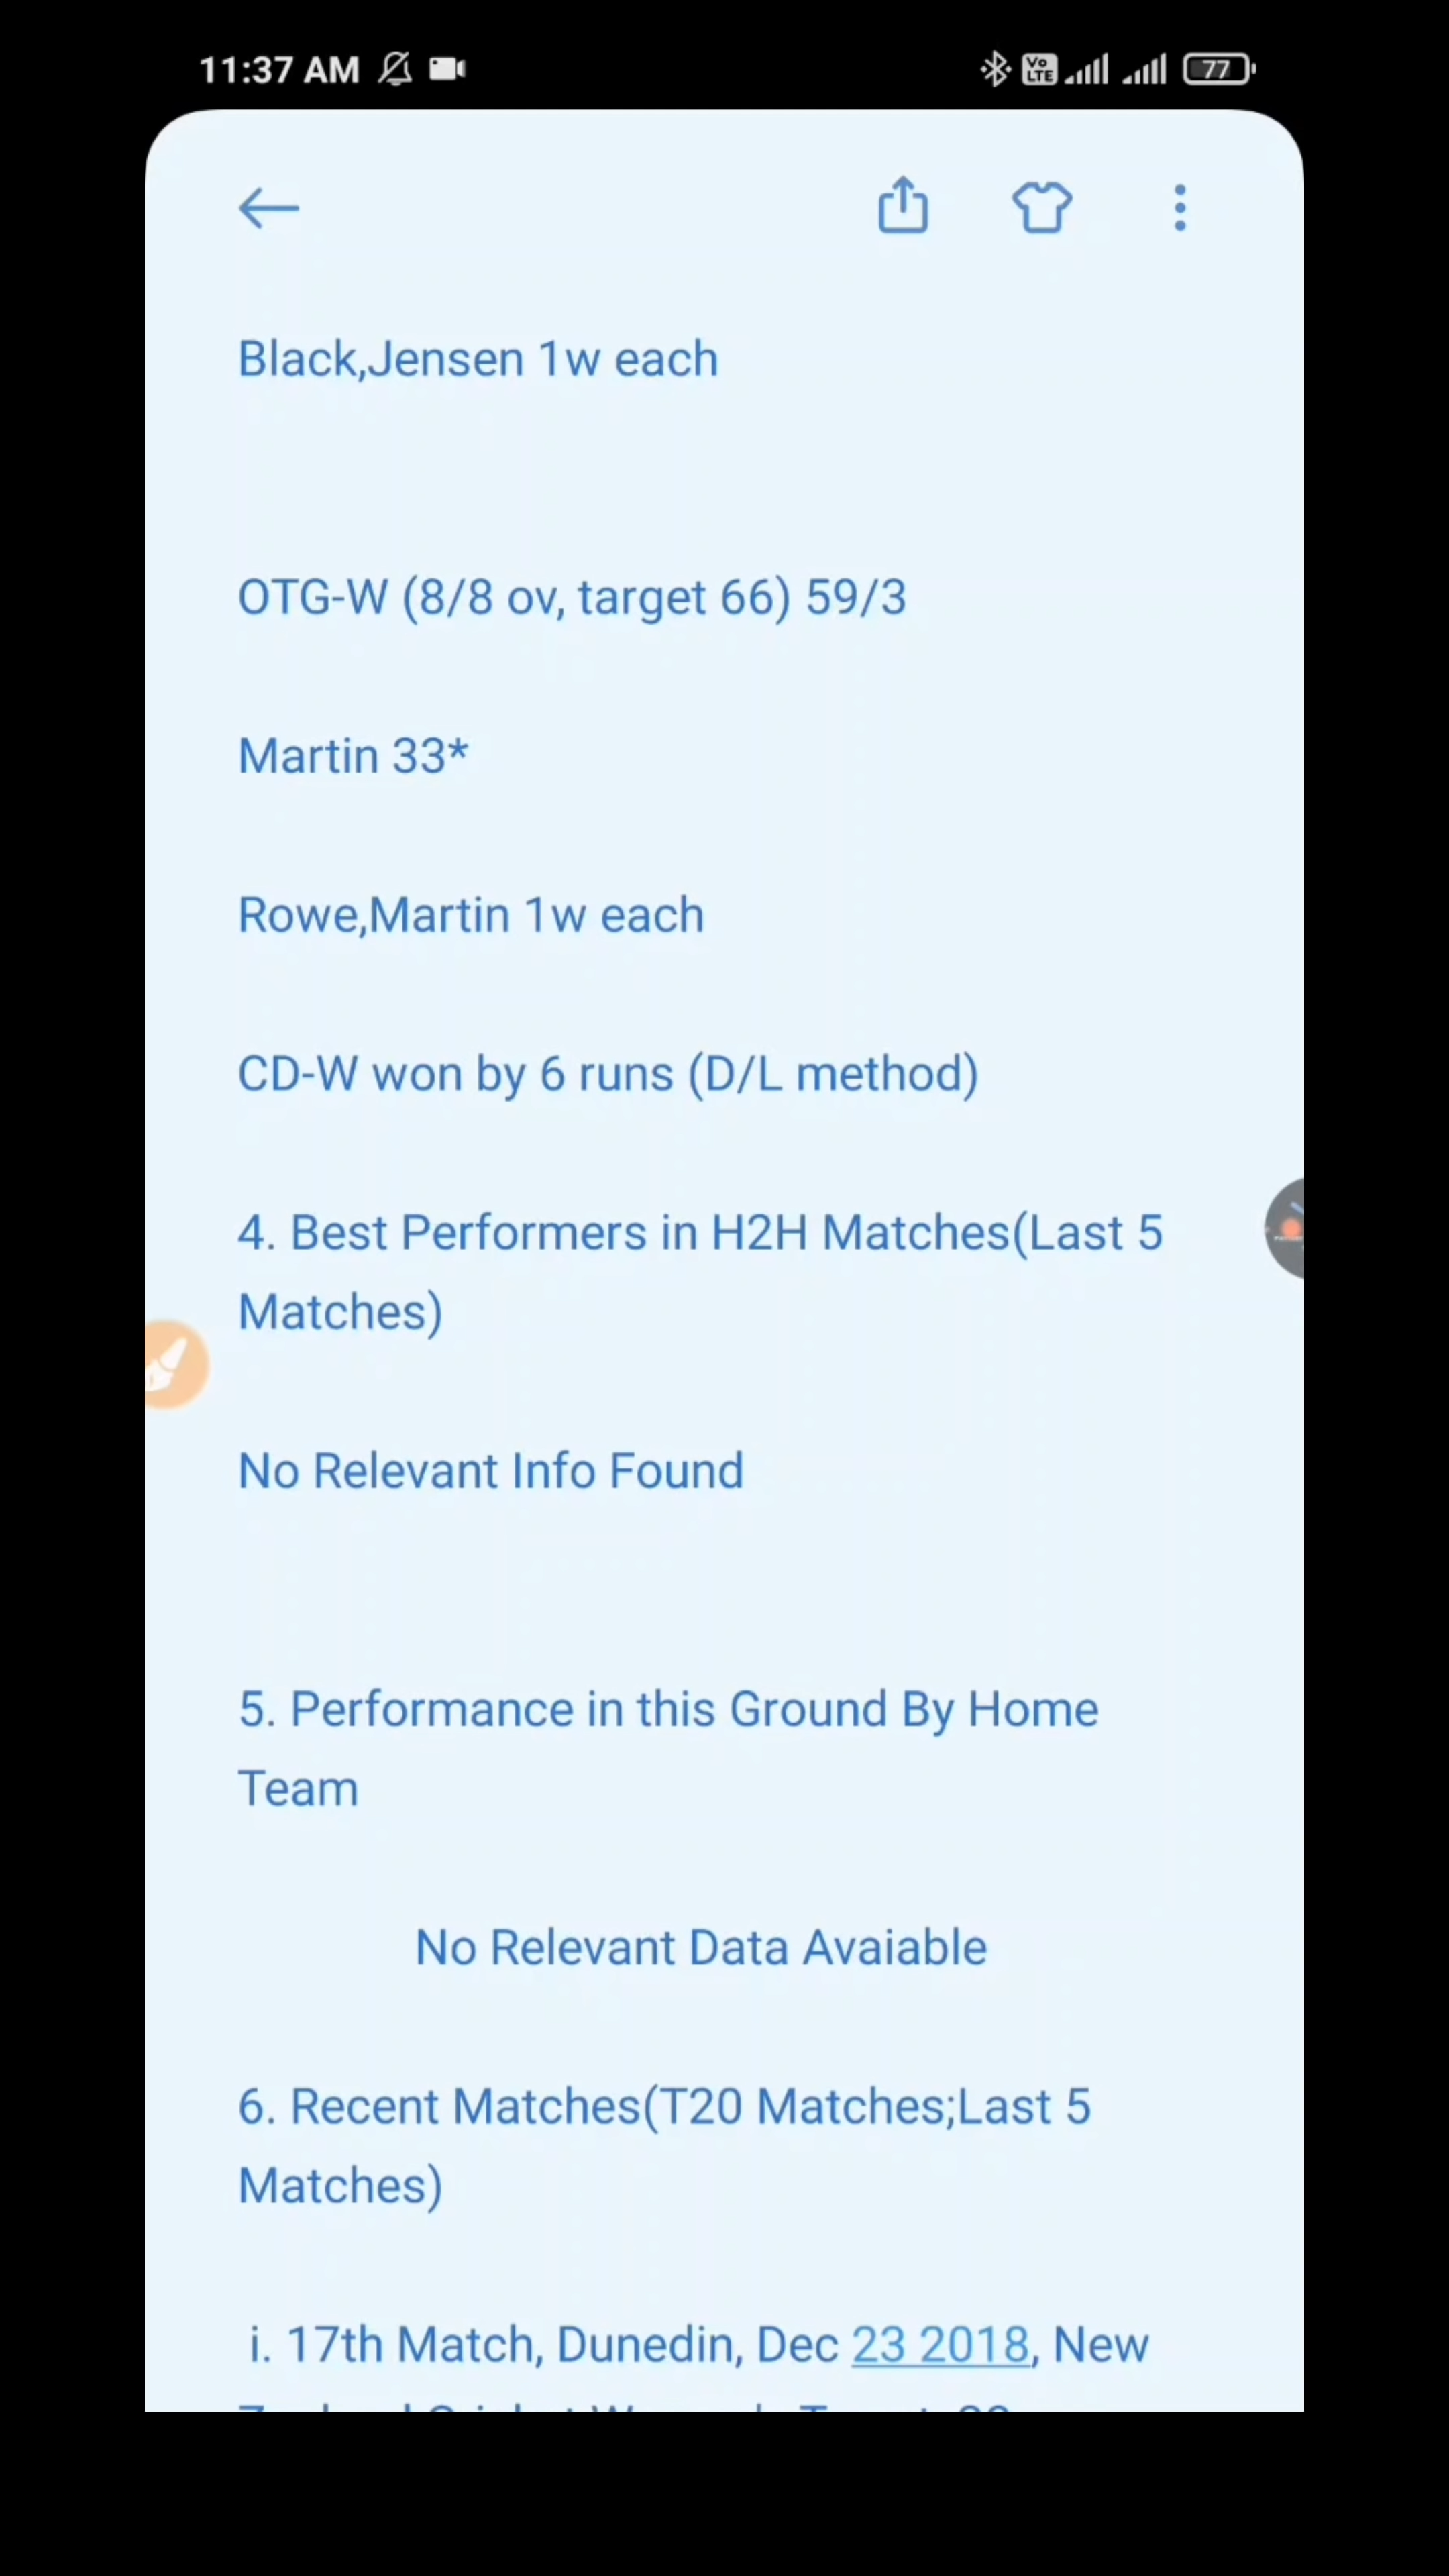 11:37 AM
Vo LTE
77
Black,Jensen 1w each
OTG-W (8/8 ov, target 66) 59/3
Martin 33*
Rowe,Martin 1w each
CD-W won by 6 runs (D/L method)
4. Best Performers in H2H Matches(Last 5
Matches)
No Relevant Info Found
5. Performance in this Ground By Home
Team
No Relevant Data Avaiable
6. Recent Matches(T20 Matches;Last 5
Matches)
i. 17th Match, Dunedin, Dec 23 2018, New